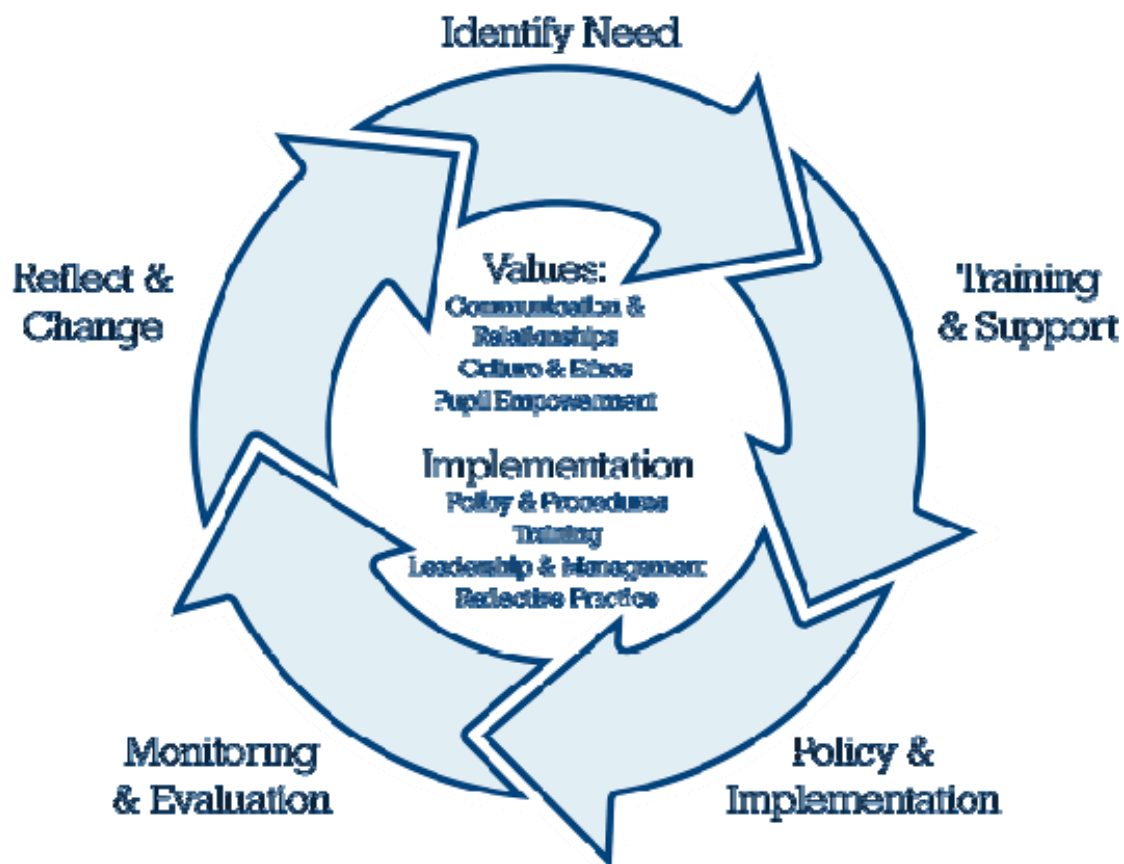 Identify Need
Training
& Support
Policy &
Implementation
Monitoring
& Evaluation
Reflect &
Change
Values:
Communication &
Relationships
Culture & Ethos
Pupil Empowerment
Implementation
Policy & Procedures
Training
Leadership & Management
Reflective Practice